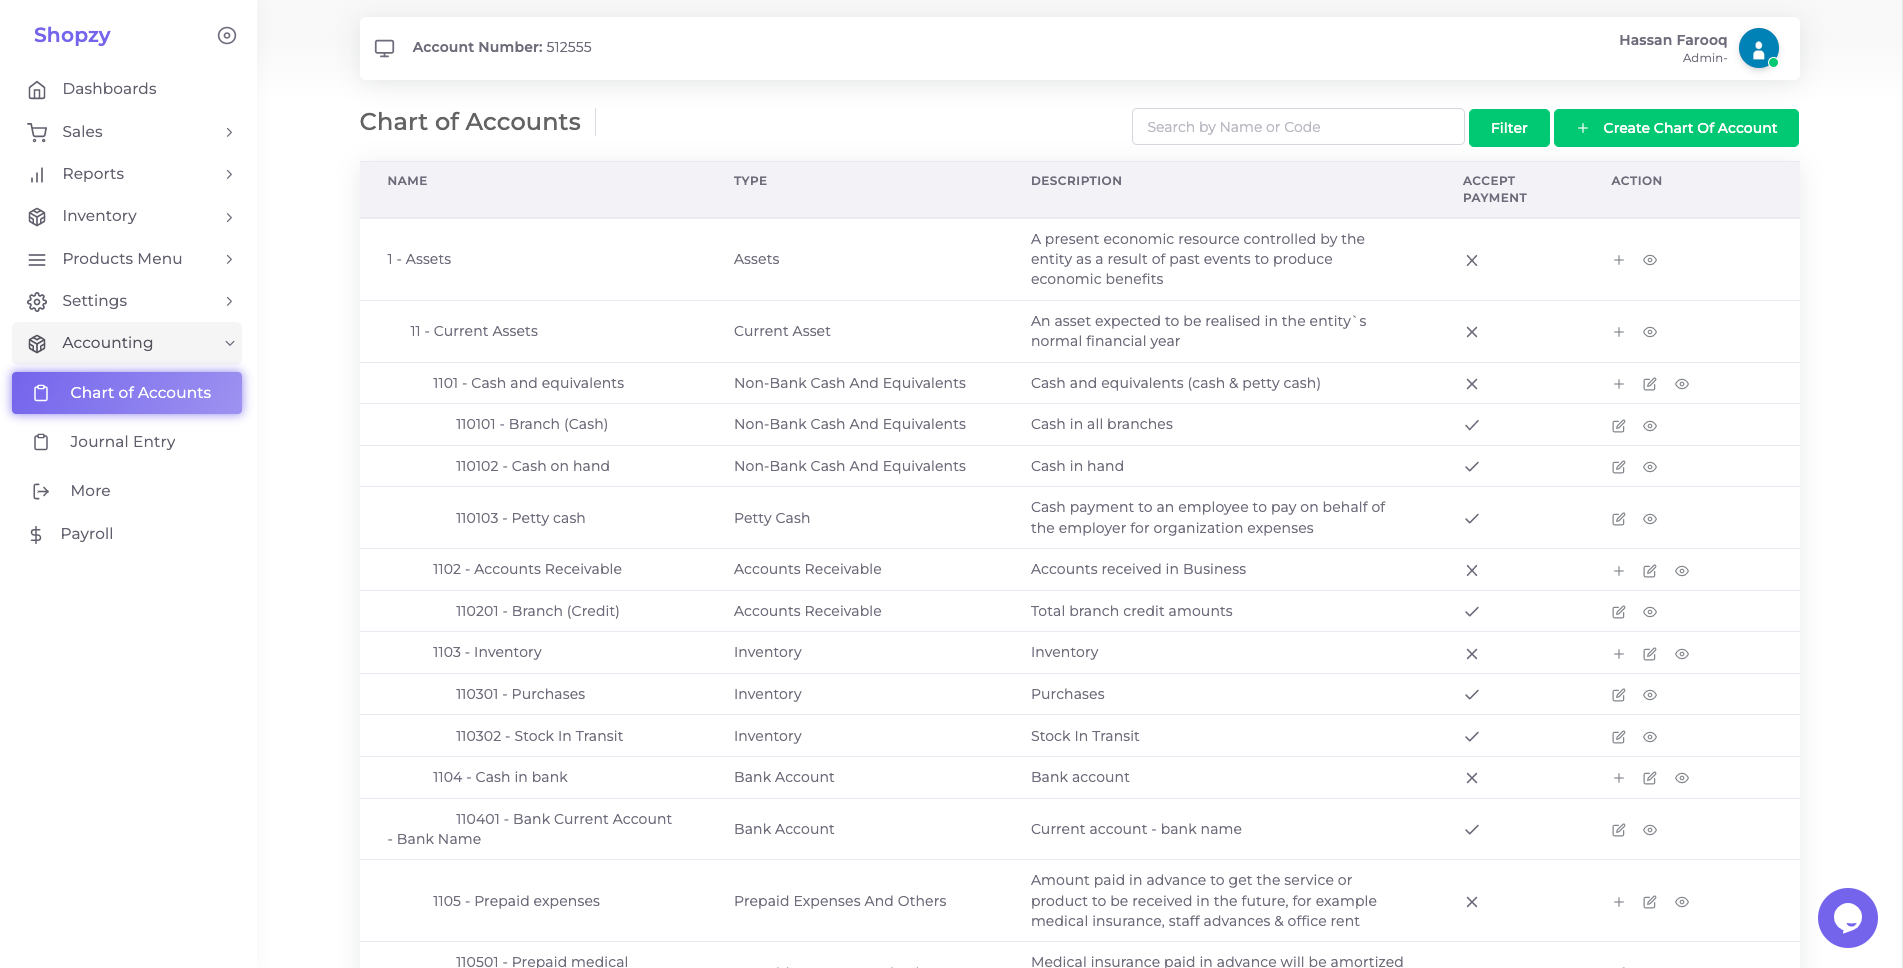 Shopzy
Dashboards
Sales
Reports
Inventory
Products Menu
Settings
Accounting
Chart of Accounts
Journal Entry
More
Payroll
Account Number: 512555
Hassan Farooq
Admin-
Chart of Accounts
Search by Name or Code
Filter
+ Create Chart Of Account
NAME TYPE DESCRIPTION ACCEPT PAYMENT ACTION
1 - Assets Assets A present economic resource controlled by the
entity as a result of past events to produce
economic benefits
11 - Current Assets Current Asset An asset expected to be realised in the entity`s
normal financial year
1101 - Cash and equivalents Non-Bank Cash And Equivalents Cash and equivalents (cash & petty cash)
110101 - Branch (Cash) Non-Bank Cash And Equivalents Cash in all branches
110102 - Cash on hand Non-Bank Cash And Equivalents Cash in hand
110103 - Petty cash Petty Cash Cash payment to an employee to pay on behalf of
the employer for organization expenses
1102 - Accounts Receivable Accounts Receivable Accounts received in Business
110201 - Branch (Credit) Accounts Receivable Total branch credit amounts
1103 - Inventory Inventory Inventory
110301 - Purchases Inventory Purchases
110302 - Stock In Transit Inventory Stock In Transit
1104 - Cash in bank Bank Account Bank account
110401 - Bank Current Account
- Bank Name Bank Account Current account - bank name
1105 - Prepaid expenses Prepaid Expenses And Others Amount paid in advance to get the service or
product to be received in the future, for example
medical insurance, staff advances & office rent
110501 - Prepaid medical Medical insurance paid in advance will be amortized